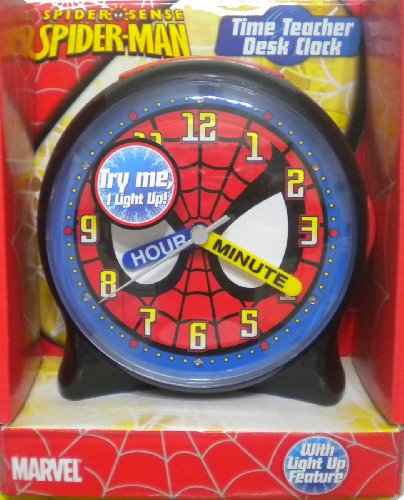 SPIDER-SENSE
SPIDER-MAN
Time Teacher
Desk Clock
12
1
2
3
4
5
6
7
8
9
11
Try me,
I Light Up!
HOUR
MINUTE
MARVEL
With
Light Up
Feature